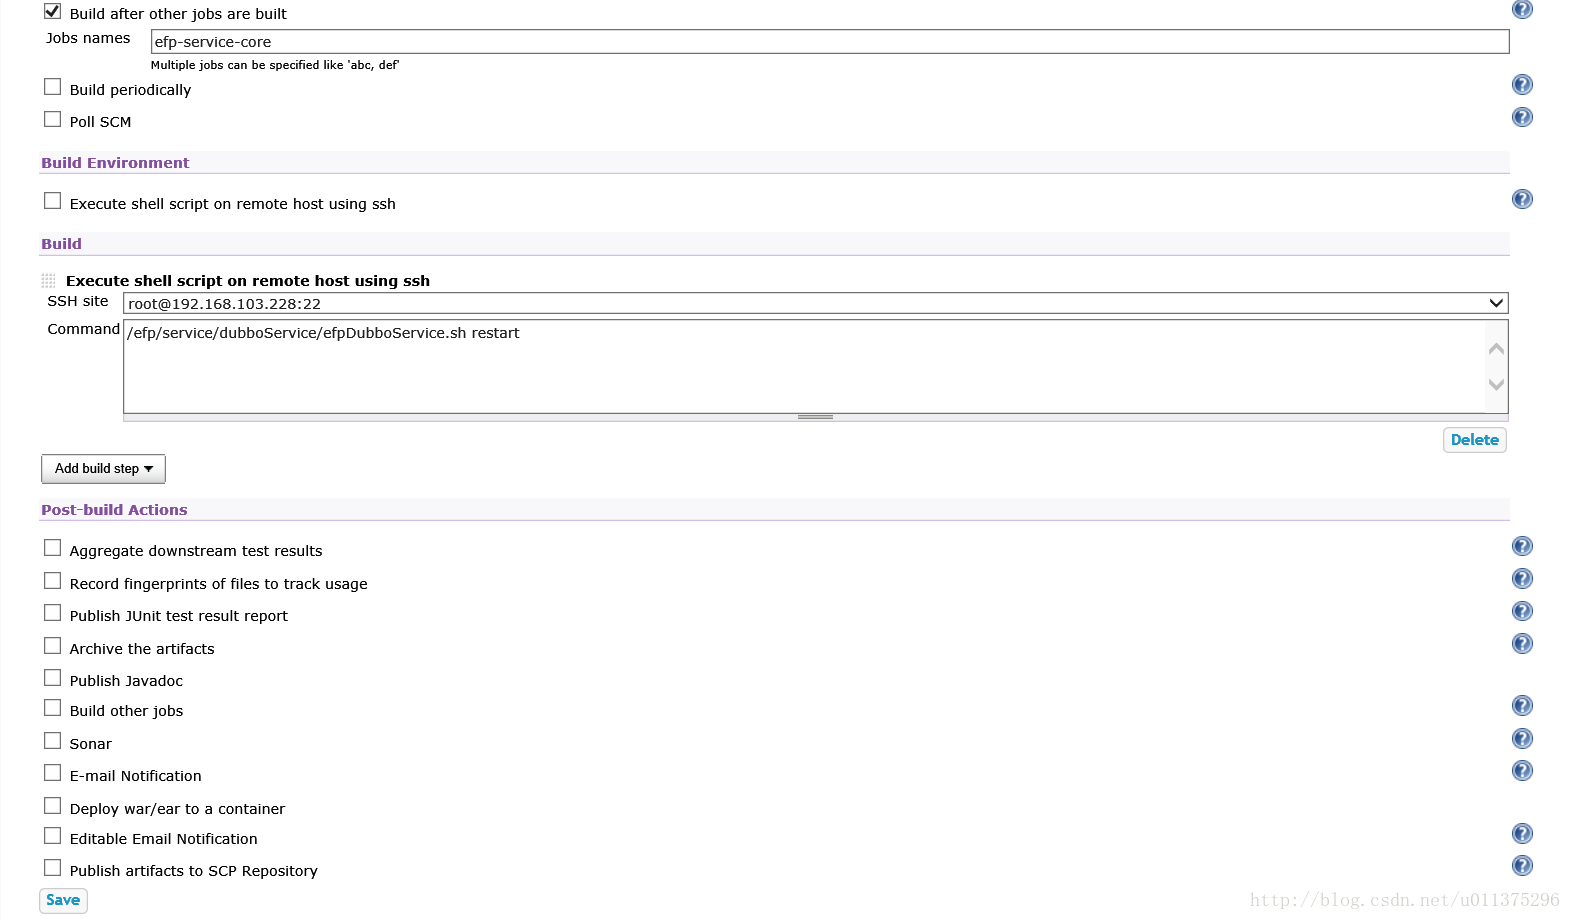 Build after other jobs are built
Jobs names
efp-service-core
Multiple jobs can be specified like 'abc, def'
Build periodically
Poll SCM
Build Environment
Execute shell script on remote host using ssh
Build
Execute shell script on remote host using ssh
SSH site
root@192.168.103.228:22
Command
/efp/service/dubboService/efpDubboService.sh restart
Delete
Add build step
Post-build Actions
Aggregate downstream test results
Record fingerprints of files to track usage
Publish JUnit test result report
Archive the artifacts
Publish Javadoc
Build other jobs
Sonar
E-mail Notification
Deploy war/ear to a container
Editable Email Notification
Publish artifacts to SCP Repository
Save
http://blog.csdn.net/u011375296